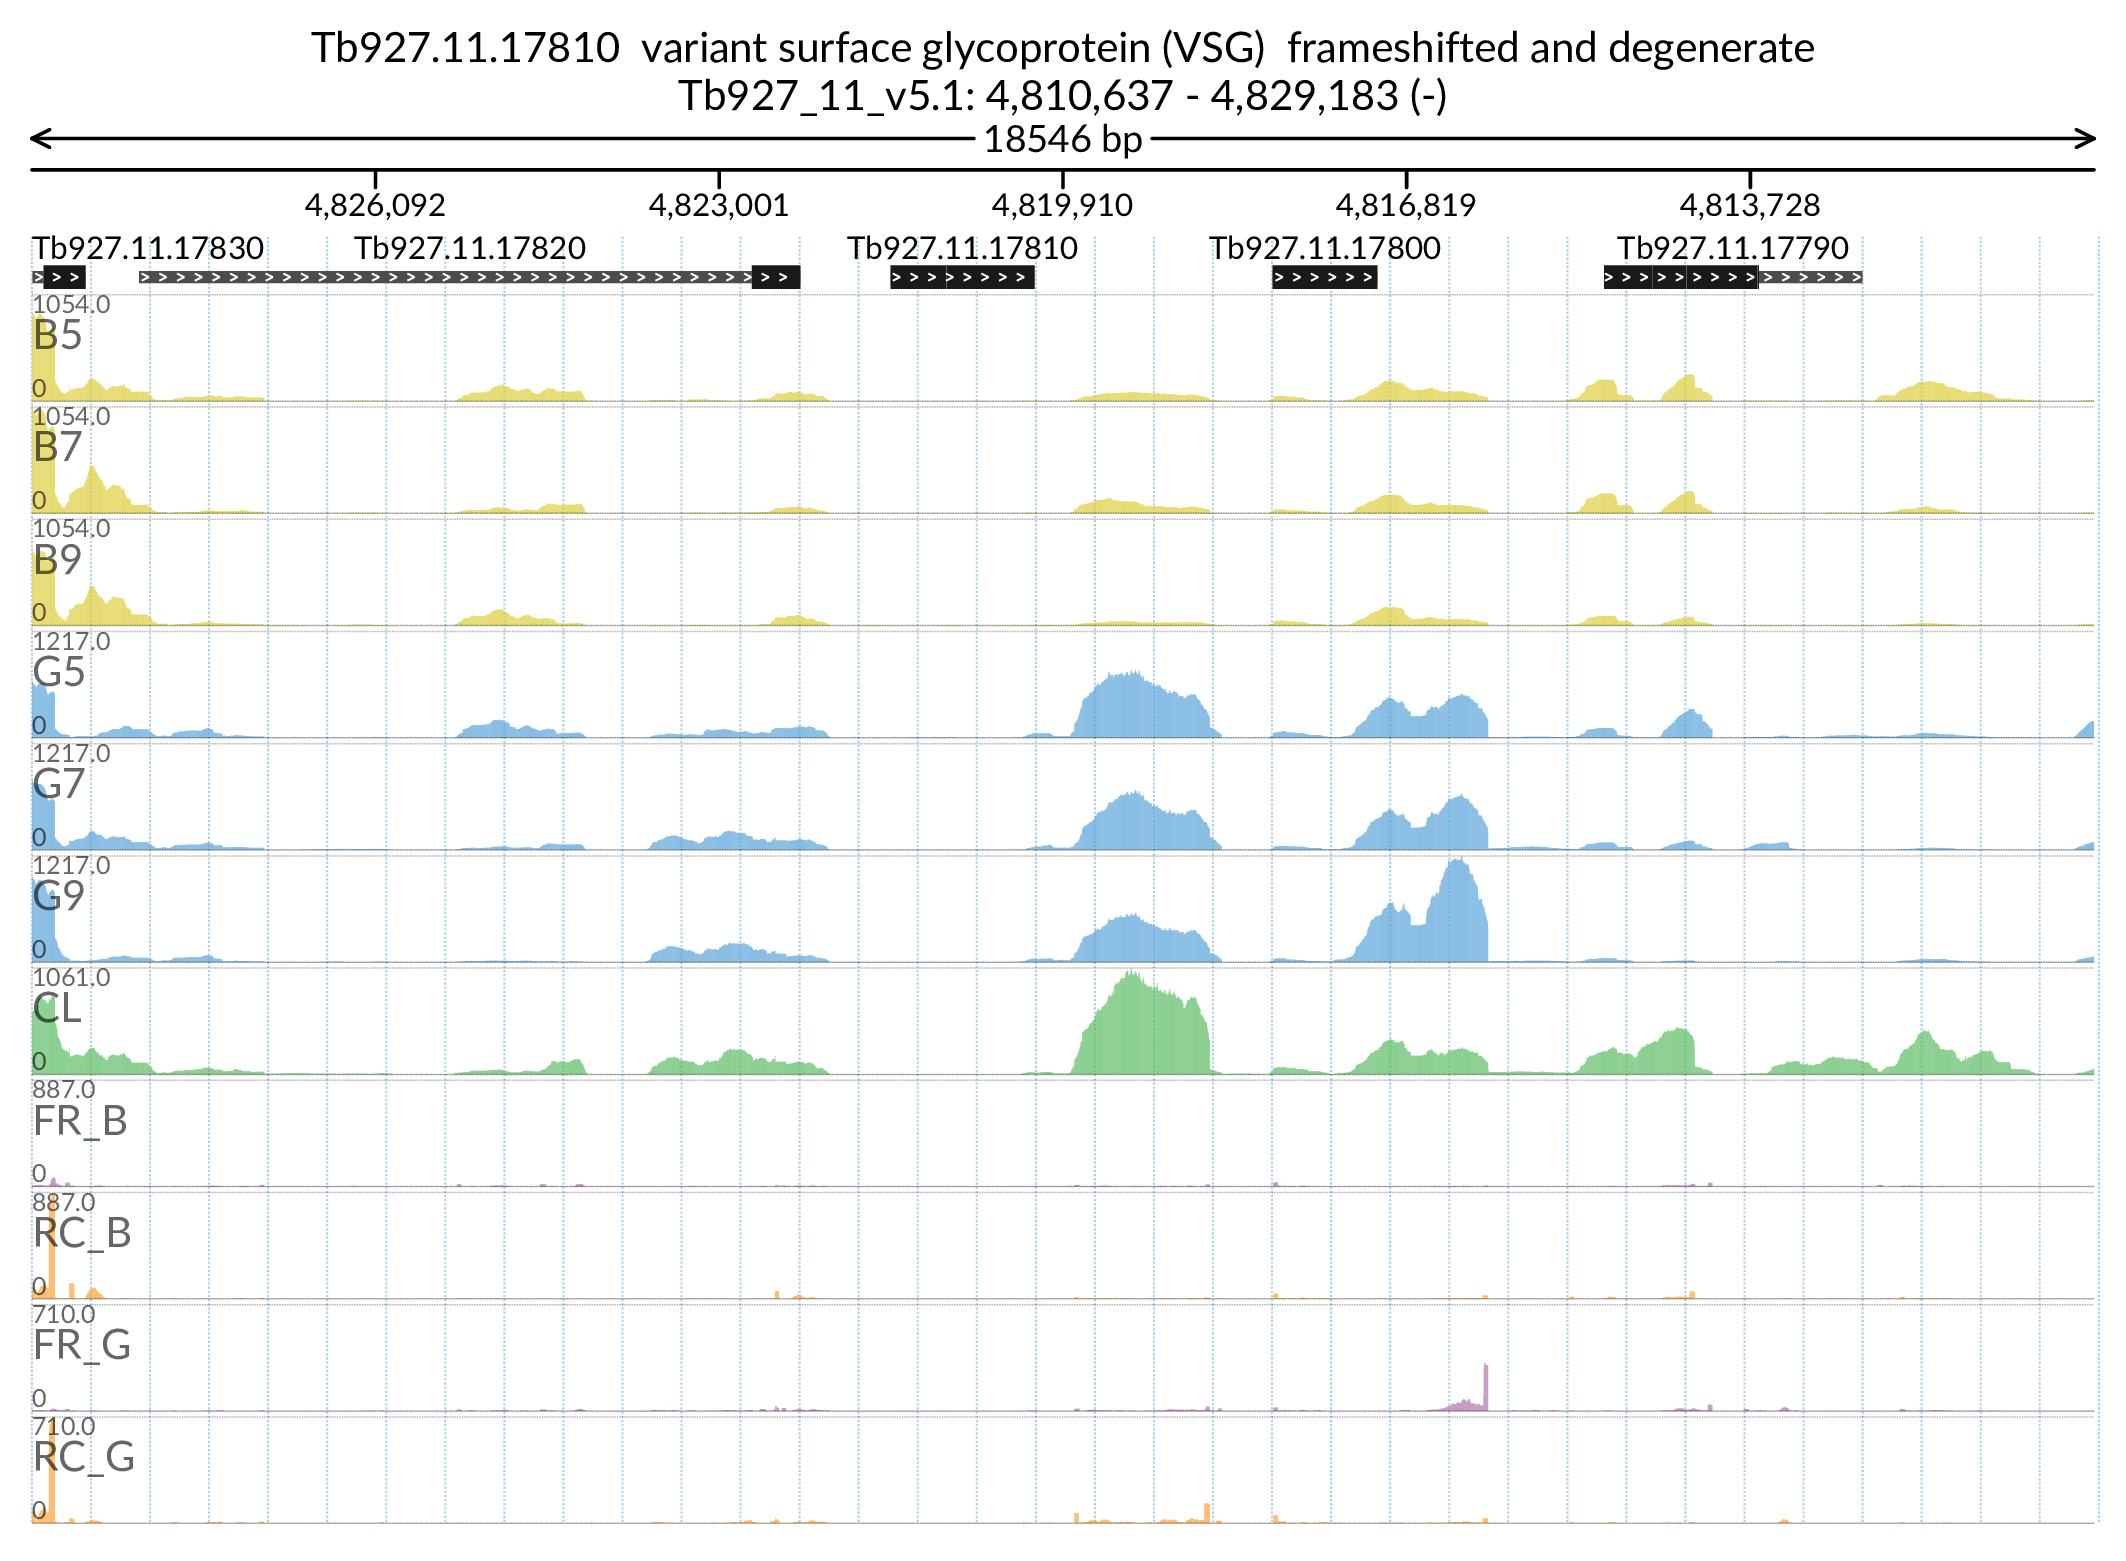 Tb927.11.17810 variant surface glycoprotein (VSG) frameshifted and degenerate
Tb927_11_v5.1: 4,810,637 - 4,829,183 (-)
18546 bp
4,826,092 4,823,001 4,819,910 4,816,819 4,813,728
Tb927.11.17830 Tb927.11.17820 Tb927.11.17810 Tb927.11.17800 Tb927.11.17790
1054.0
B5
0
1054.0
B7
0
1054.0
B9
0
1217.0
G5
0
1217.0
G7
0
1217.0
G9
0
1061.0
CL
0
887.0
FR_B
0
887.0
RC_B
0
710.0
FR_G
0
710.0
RC_G
0